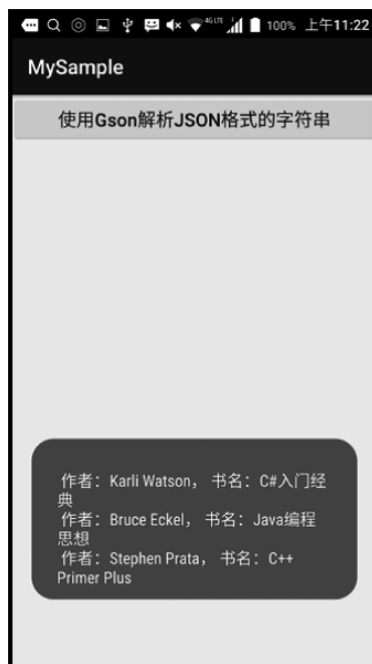 4G LTE 100% 上午11:22
MySample
使用Gson解析JSON格式的字符串
作者：Karli Watson， 书名：C#入门经
典
作者：Bruce Eckel， 书名：Java编程
思想
作者：Stephen Prata， 书名：C++
Primer Plus